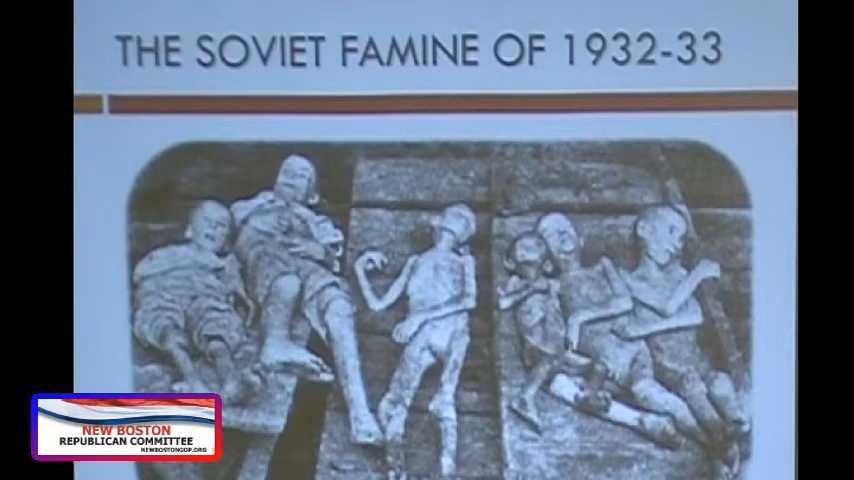 THE SOVIET FAMINE OF 1932-33
NEW BOSTON
REPUBLICAN COMMITTEE
NEWBOSTONGOP.ORG